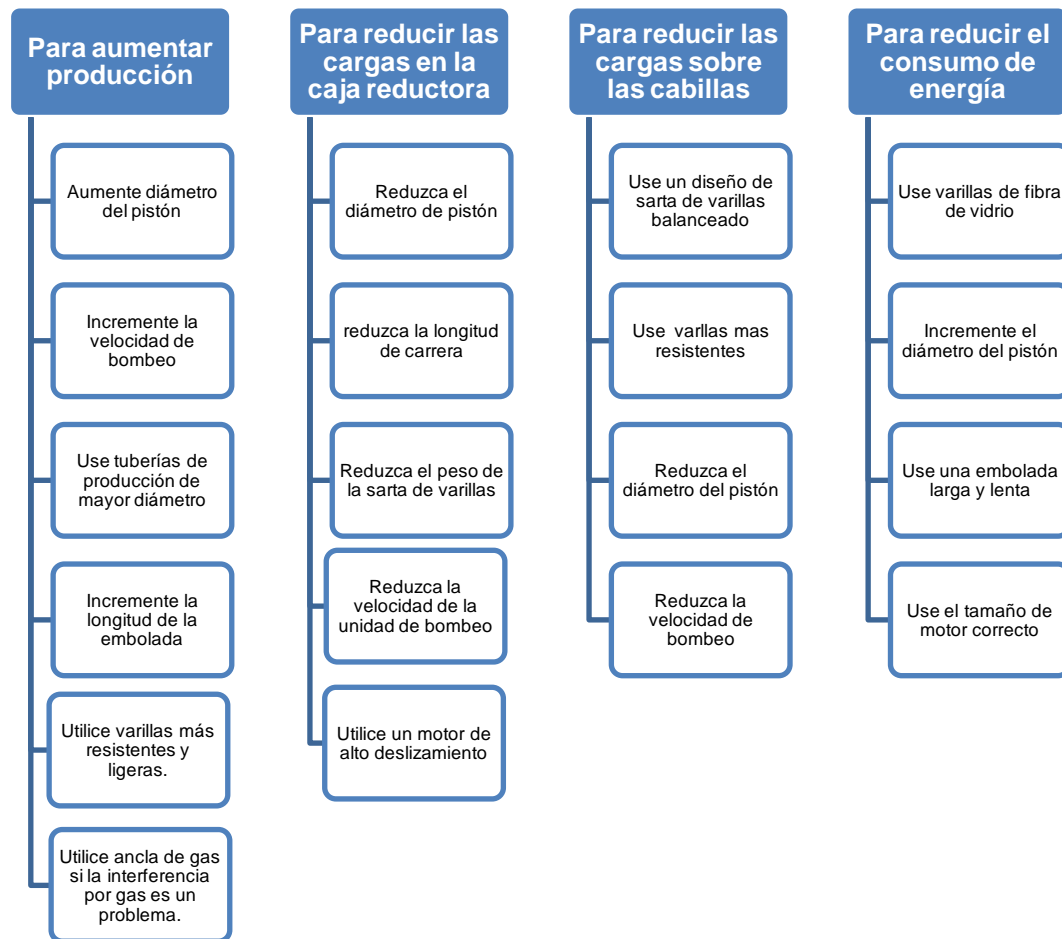 Para aumentar
producción
Aumente diámetro
del pistón
Incremente la
velocidad de
bombeo
Use tuberías de
producción de
mayor diámetro
Incremente la
longitud de la
embolada
Utilice varillas más
resistentes y
ligeras.
Utilice ancla de gas
si la interferencia
por gas es un
problema.
Para reducir las
cargas en la
caja reductora
Reduzca el
diámetro de pistón
reduzca la longitud
de carrera
Reduzca el peso de
la sarta de varillas
Reduzca la
velocidad de la
unidad de bombeo
Utilice un motor de
alto deslizamiento
Para reducir las
cargas sobre
las cabillas
Use un diseño de
sarta de varillas
balanceado
Use varllas mas
resistentes
Reduzca el
diámetro del pistón
Reduzca la
velocidad de
bombeo
Para reducir el
consumo de
energía
Use varillas de fibra
de vidrio
Incremente el
diámetro del pistón
Use una embolada
larga y lenta
Use el tamaño de
motor correcto